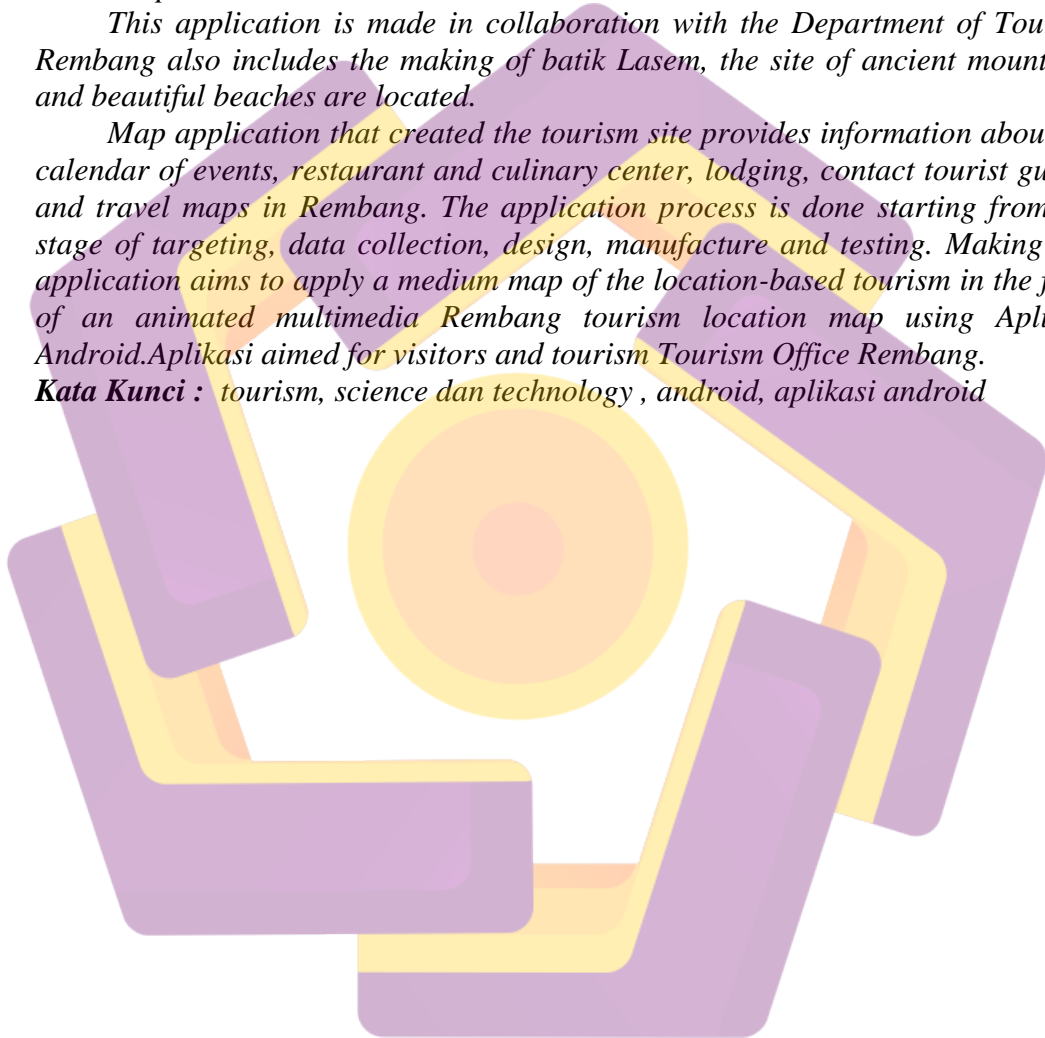 This application is made in collaboration with the Department of Tou
Rembang also includes the making of batik Lasem, the site of ancient mount
and beautiful beaches are located.
Map application that created the tourism site provides information abou
calendar of events, restaurant and culinary center, lodging, contact tourist gu
and travel maps in Rembang. The application process is done starting from
stage of targeting, data collection, design, manufacture and testing. Making
application aims to apply a medium map of the location-based tourism in the f
of an animated multimedia Rembang tourism location map using Apli
Android.Aplikasi aimed for visitors and tourism Tourism Office Rembang.
Kata Kunci : tourism, science dan technology , android, aplikasi android